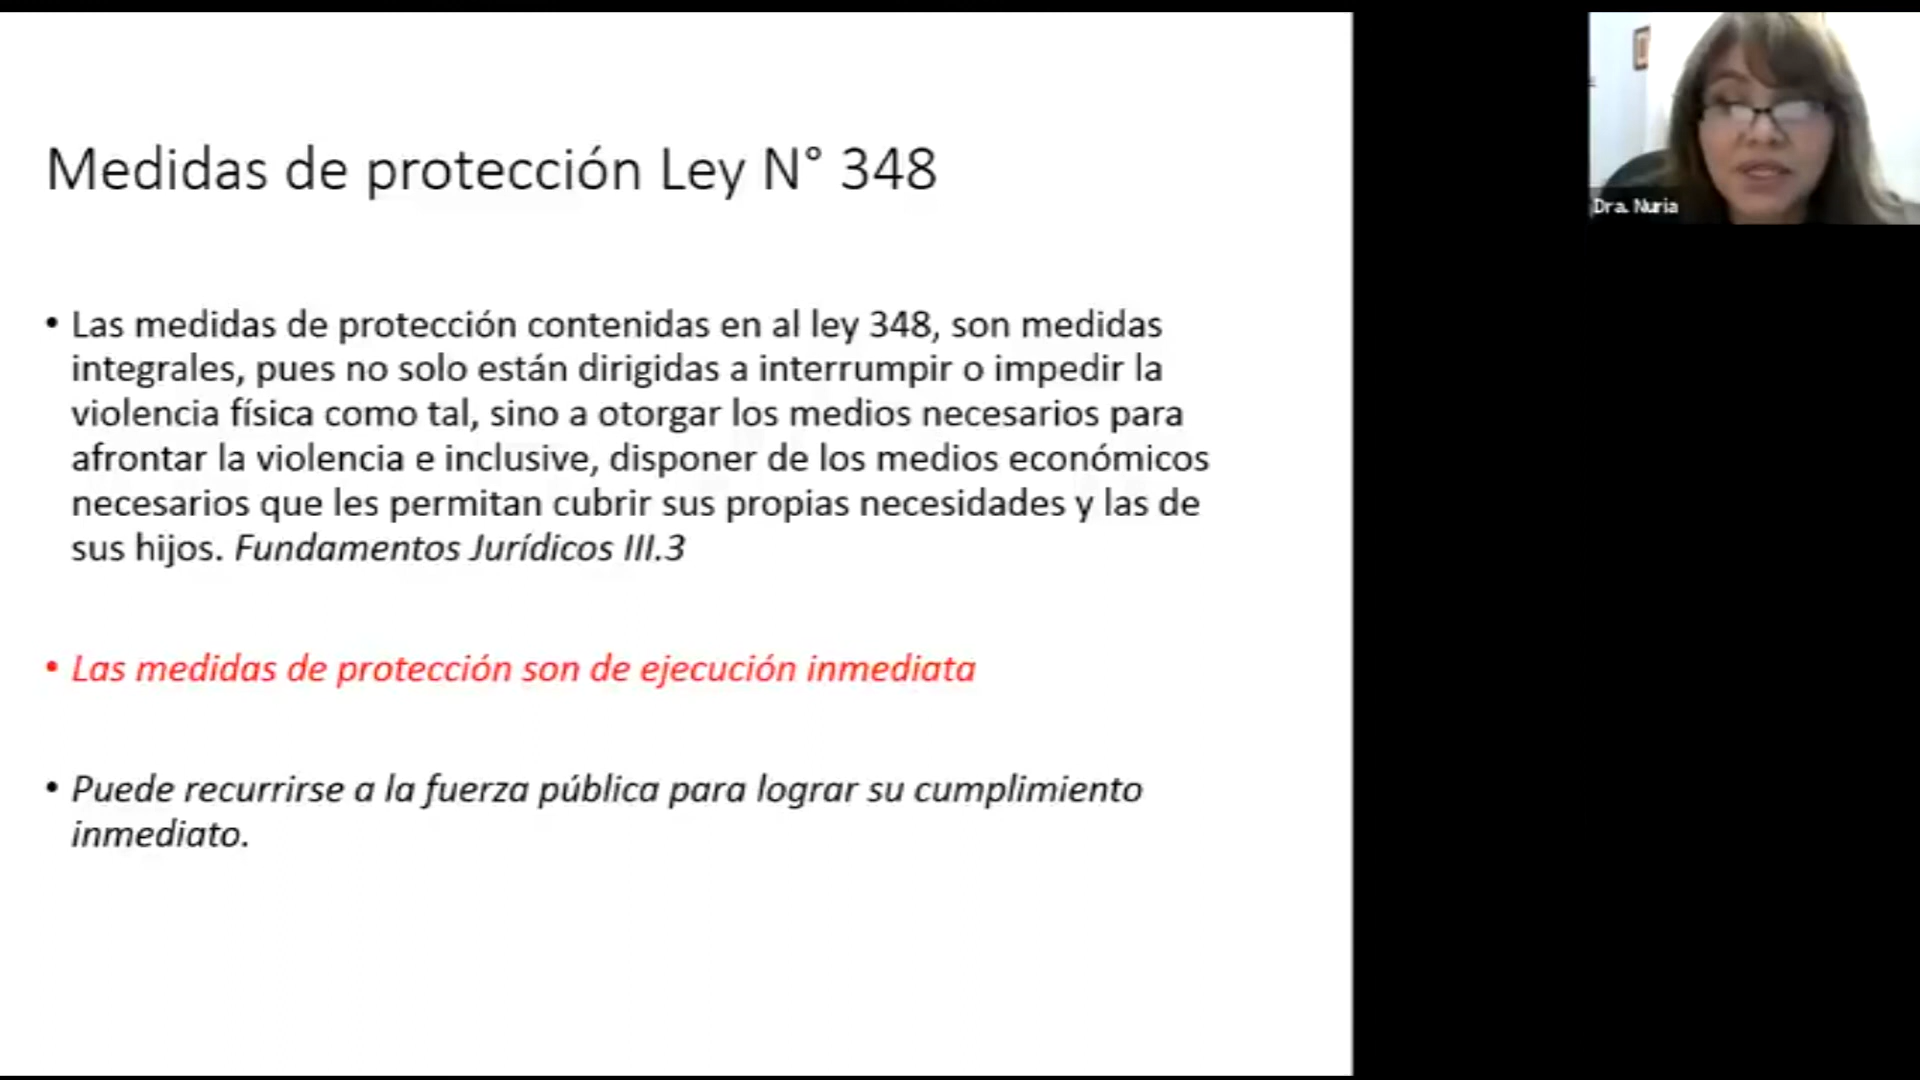 Medidas de protección Ley N° 348
• Las medidas de protección contenidas en al ley 348, son medidas
integrales, pues no solo están dirigidas a interrumpir o impedir la
violencia física como tal, sino a otorgar los medios necesarios para
afrontar la violencia e inclusive, disponer de los medios económicos
necesarios que les permitan cubrir sus propias necesidades y las de
sus hijos. Fundamentos Jurídicos III.3
• Las medidas de protección son de ejecución inmediata
• Puede recurrirse a la fuerza pública para lograr su cumplimiento
inmediato.
Dra. Nuria